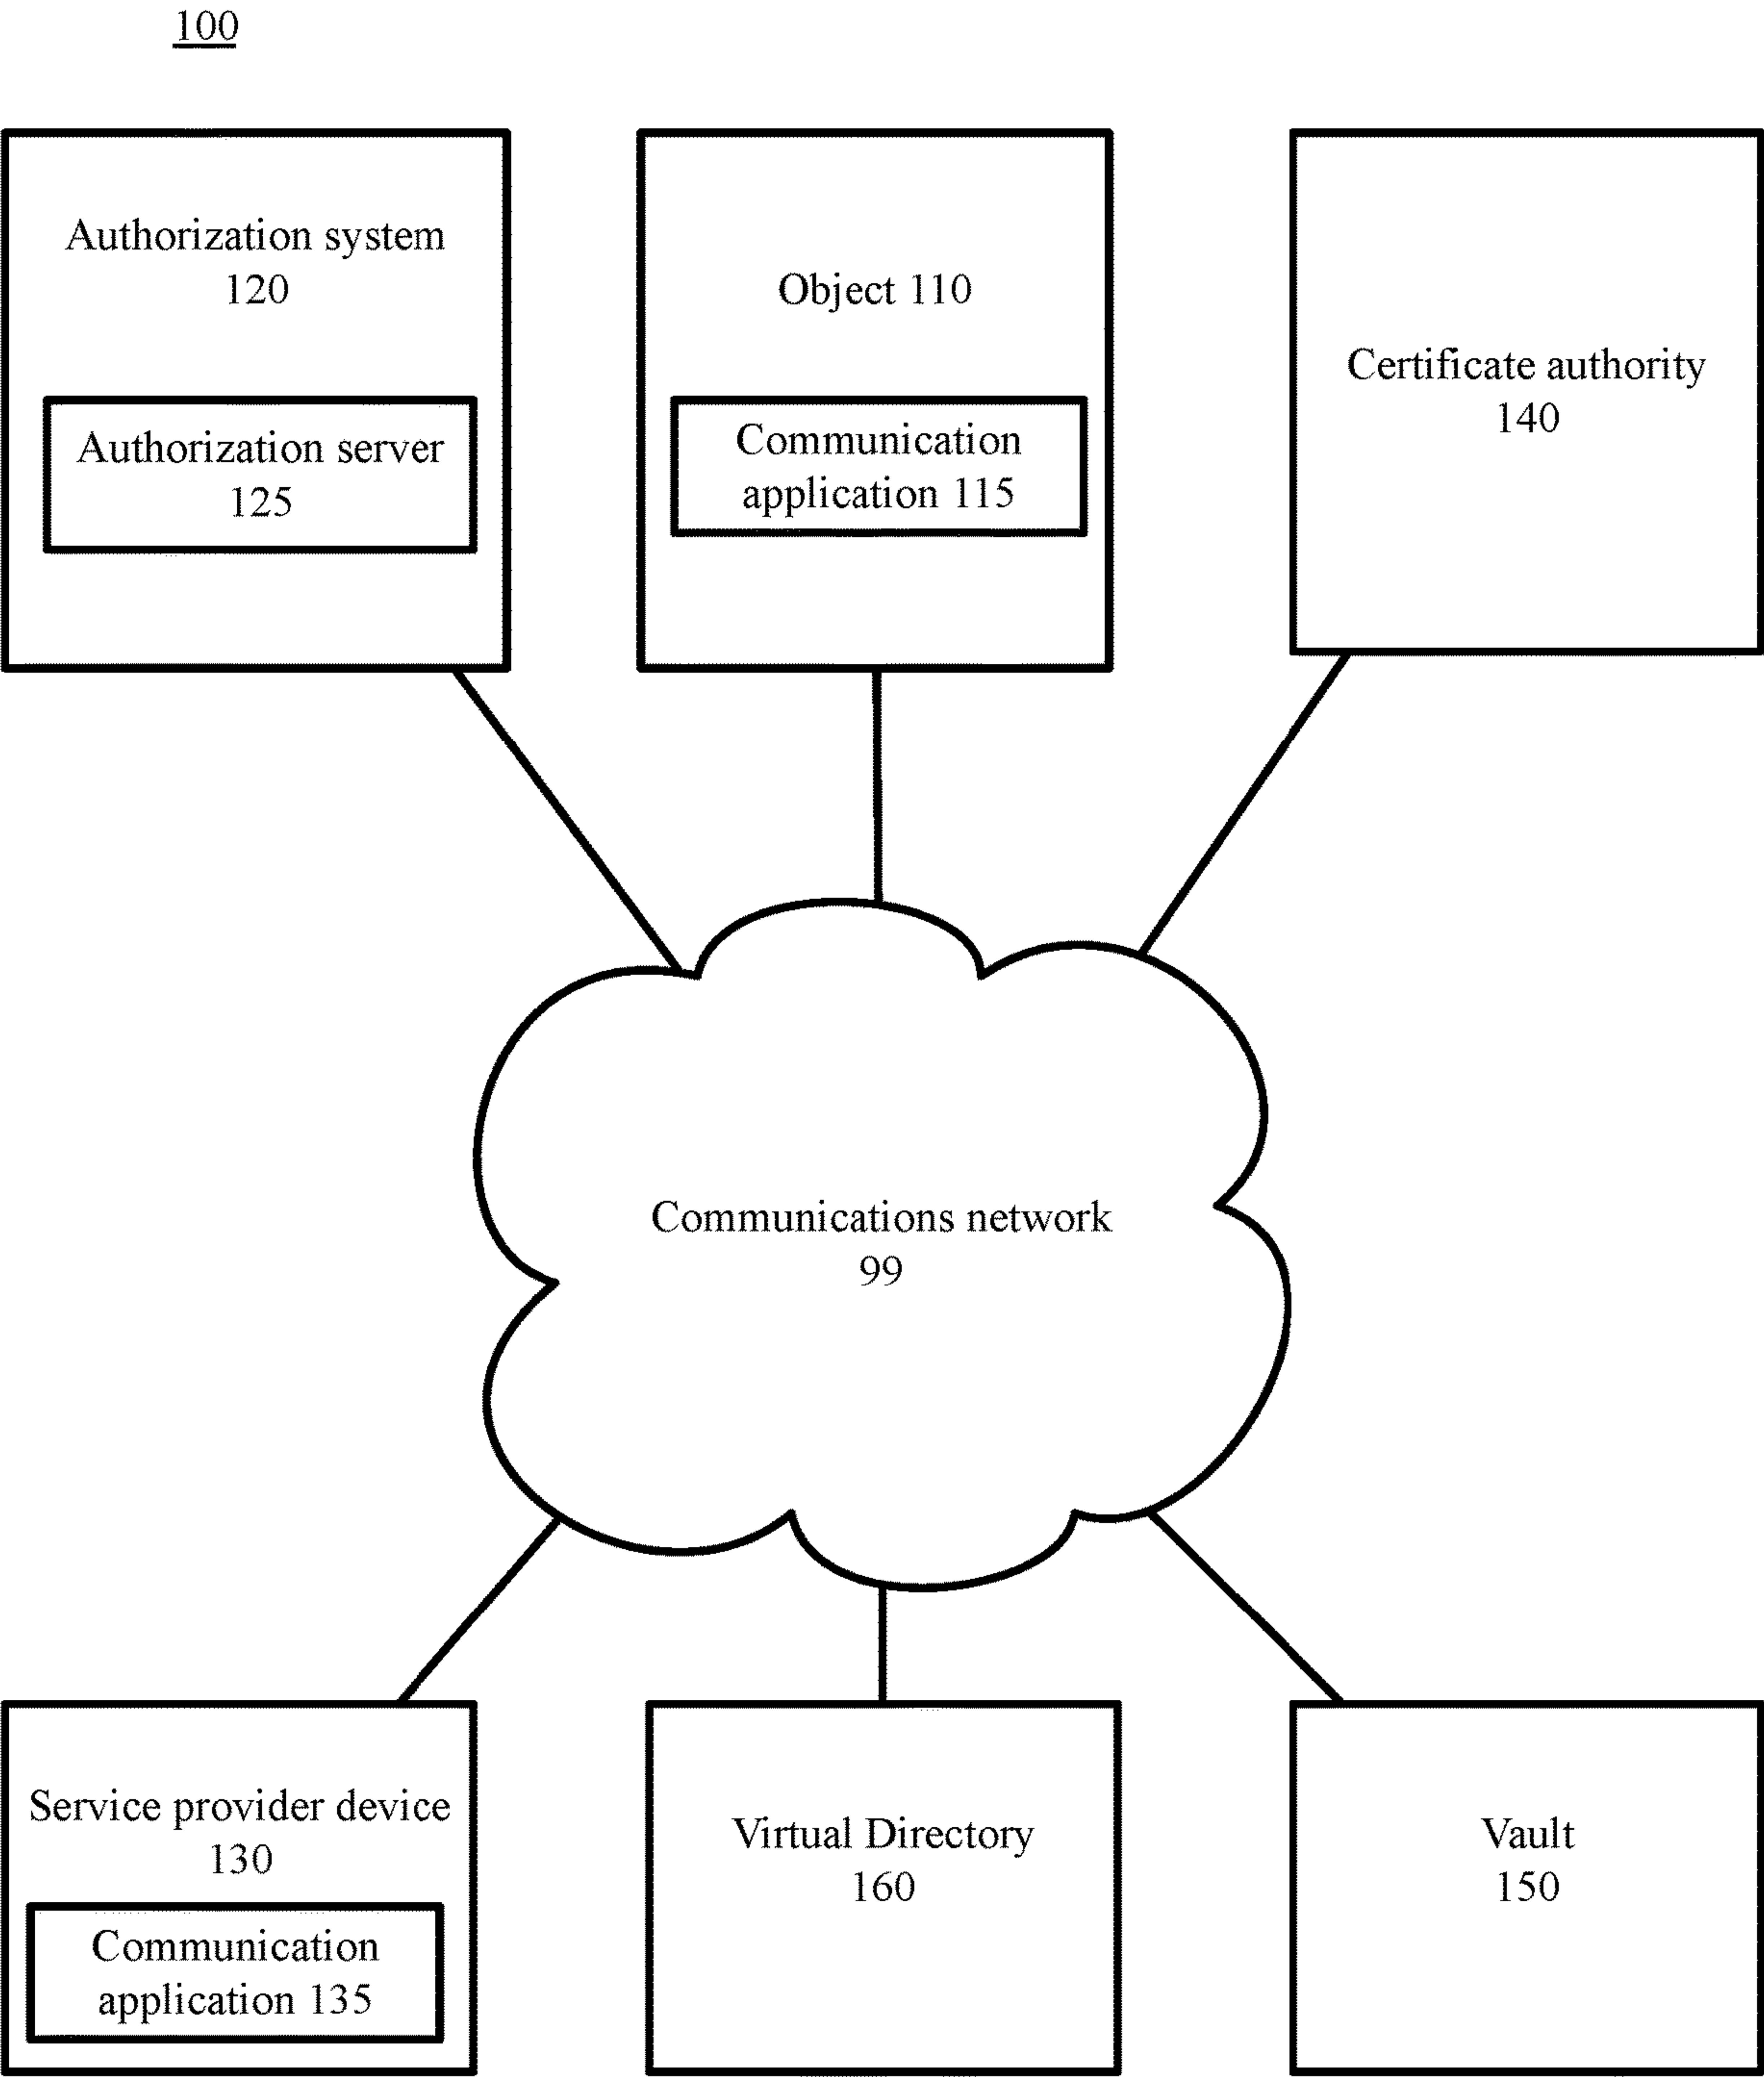 100
Authorization system
120
Authorization server
125
Object 110
Communication
application 115
Certificate authority
140
Communications network
99
Service provider device
130
Communication
application 135
Virtual Directory
160
Vault
150